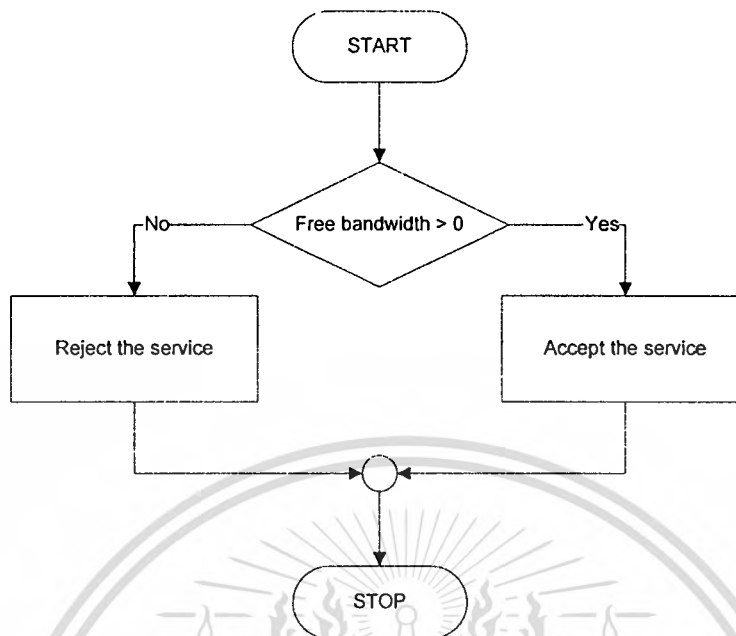 START
Free bandwidth > 0
No
Yes
Reject the service
Accept the service
STOP